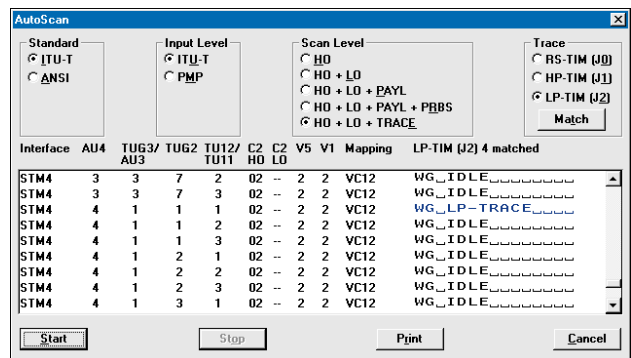 AutoScan
Standard
ITU-T
ANSI
Input Level
ITU-T
PMP
Scan Level
HO
HO + LO
HO + LO + PAYL
HO + LO + PAYL + PRBS
HO + LO + TRACE
Trace
RS-TIM (J0)
HP-TIM (J1)
LP-TIM (J2)
Match
Interface AU4 TUG3/AU3 TUG2 TU12/TU11 C2 HO C2 LO V5 V1 Mapping LP-TIM (J2) 4 matched
STM4 3 3 7 2 02 -- 2 2 VC12 WG_IDLE________
STM4 3 3 7 3 02 -- 2 2 VC12 WG_IDLE________
STM4 4 1 1 1 02 -- 2 2 VC12 WG_LP-TRACE____
STM4 4 1 1 2 02 -- 2 2 VC12 WG_IDLE________
STM4 4 1 1 3 02 -- 2 2 VC12 WG_IDLE________
STM4 4 1 2 1 02 -- 2 2 VC12 WG_IDLE________
STM4 4 1 2 2 02 -- 2 2 VC12 WG_IDLE________
STM4 4 1 2 3 02 -- 2 2 VC12 WG_IDLE________
STM4 4 1 3 1 02 -- 2 2 VC12 WG_IDLE________
Start Stop Print Cancel